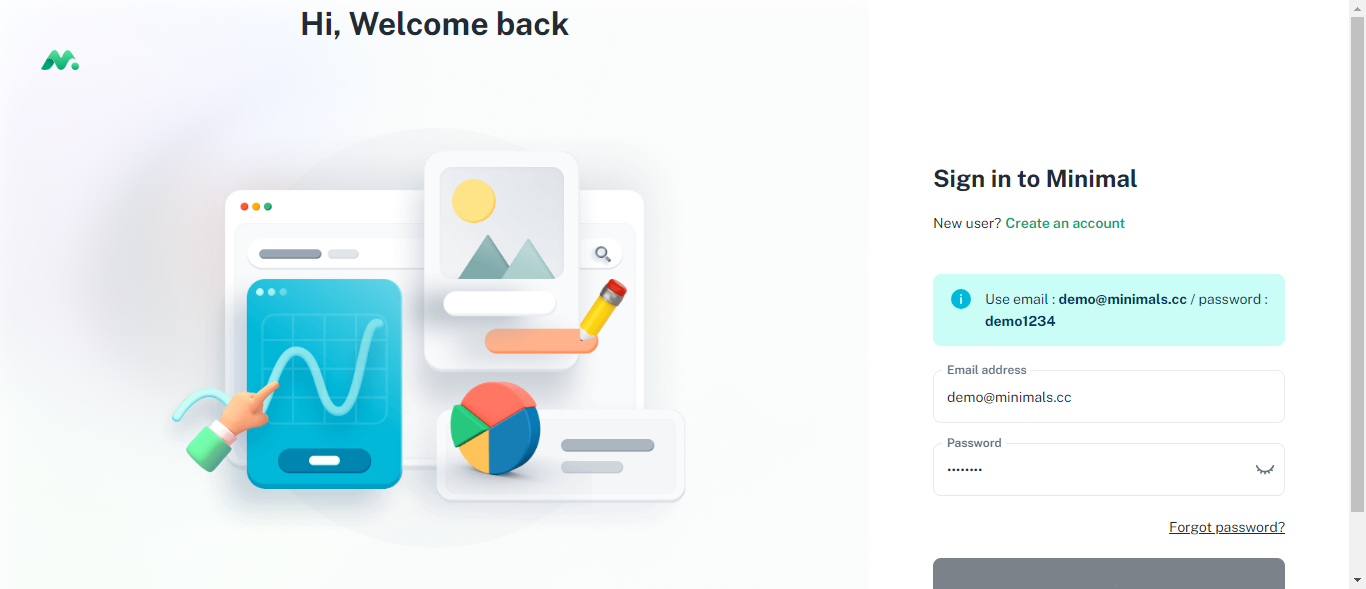 Hi, Welcome back
Sign in to Minimal
New user? Create an account
Use email : demo@minimals.cc / password :
demo1234
Email address
demo@minimals.cc
Password
••••••••
Forgot password?